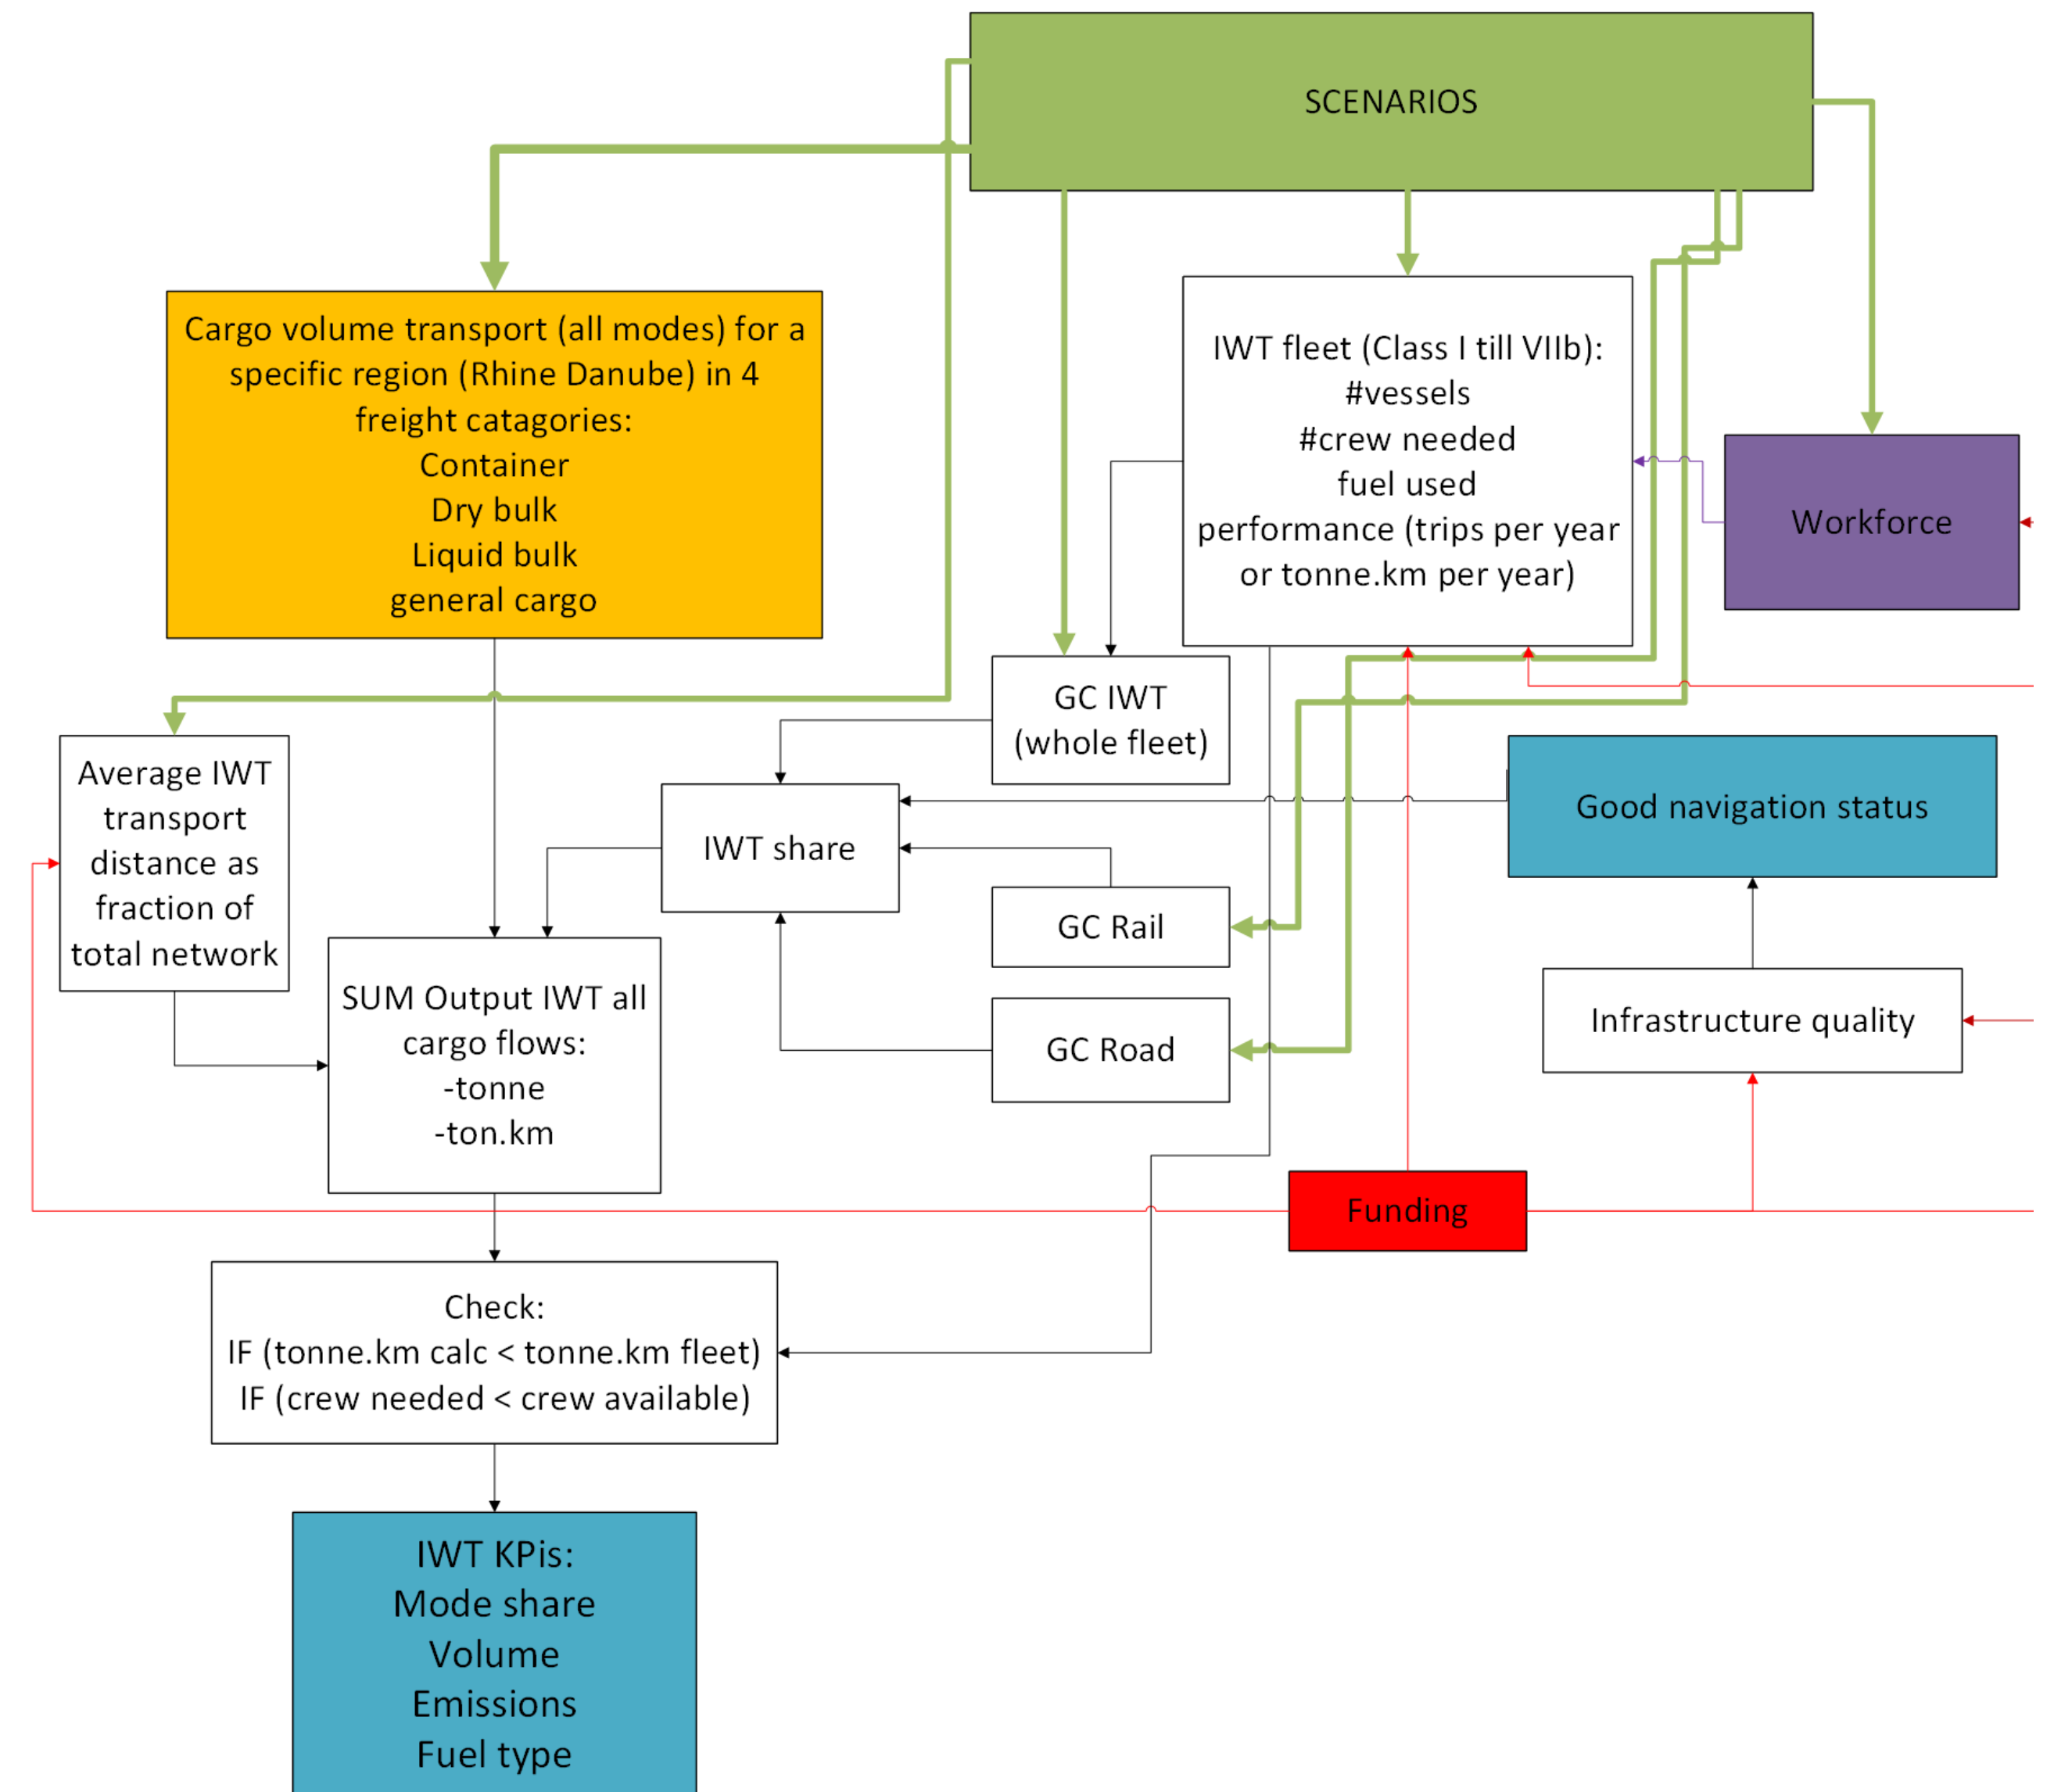 SCENARIOS
Cargo volume transport (all modes) for a
specific region (Rhine Danube) in 4
freight catagories:
Container
Dry bulk
Liquid bulk
general cargo
IWT fleet (Class I till VIIb):
#vessels
#crew needed
fuel used
performance (trips per year
or tonne.km per year)
Workforce
GC IWT
(whole fleet)
Average IWT
transport
distance as
fraction of
total network
IWT share
Good navigation status
GC Rail
SUM Output IWT all
cargo flows:
-tonne
-ton.km
GC Road
Infrastructure quality
Funding
Check:
IF (tonne.km calc < tonne.km fleet)
IF (crew needed < crew available)
IWT KPis:
Mode share
Volume
Emissions
Fuel type